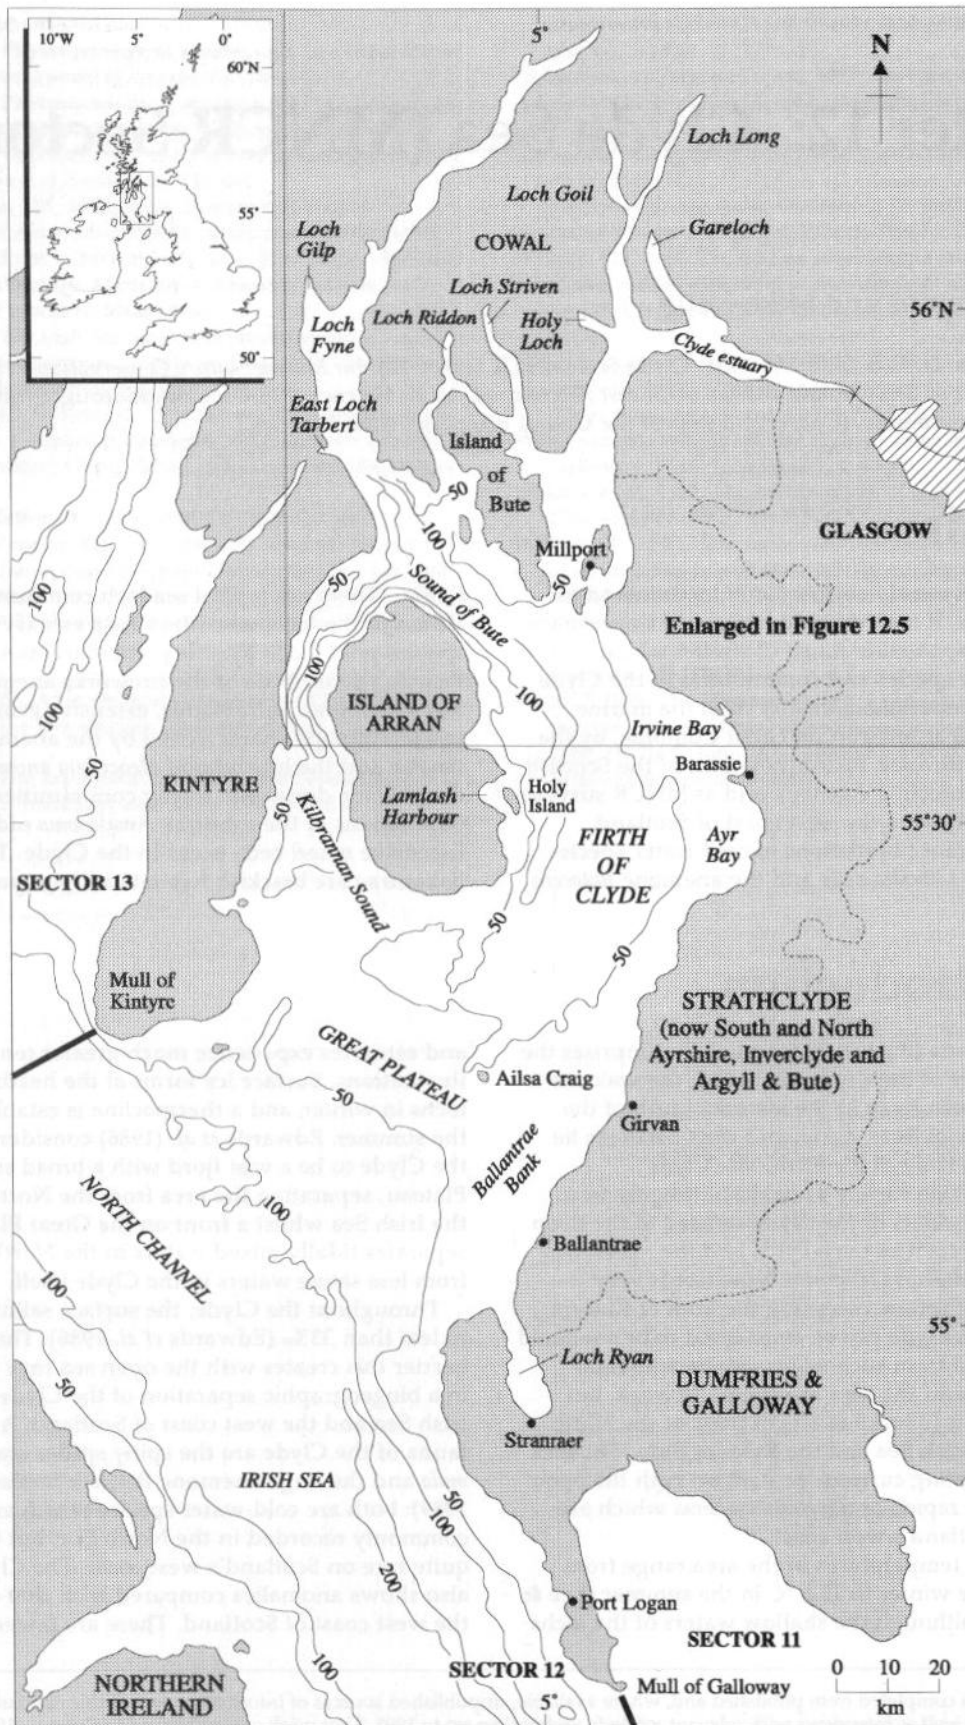 10°W
5°
0°
60°N
55°
50°
5°
N
Loch Long
Loch Goil
Gareloch
Loch
Gilp
COWAL
Loch Striven
56°N
Loch Riddon
Holy
Loch
Loch
Fyne
Clyde estuary
East Loch
Tarbert
Island
of
Bute
50
100
GLASGOW
Millport
50
50
100
Sound of Bute
Enlarged in Figure 12.5
100
100
ISLAND OF
ARRAN
100
50
Irvine Bay
Barassie
KINTYRE
Lamlash
Harbour
Holy
Island
50
Kilbrannan Sound
FIRTH
OF
CLYDE
Ayr
Bay
55°30'
SECTOR 13
50
50
Mull of
Kintyre
STRATHCLYDE
(now South and North
Ayrshire, Inverclyde and
Argyll & Bute)
GREAT PLATEAU
Ailsa Craig
50
Girvan
Ballantrae
Bank
NORTH CHANNEL
100
Ballantrae
100
55°
50
Loch Ryan
DUMFRIES &
GALLOWAY
Stranraer
IRISH SEA
50
100
200
Port Logan
SECTOR 11
NORTHERN
IRELAND
100
SECTOR 12
5°
Mull of Galloway
0 10 20
km